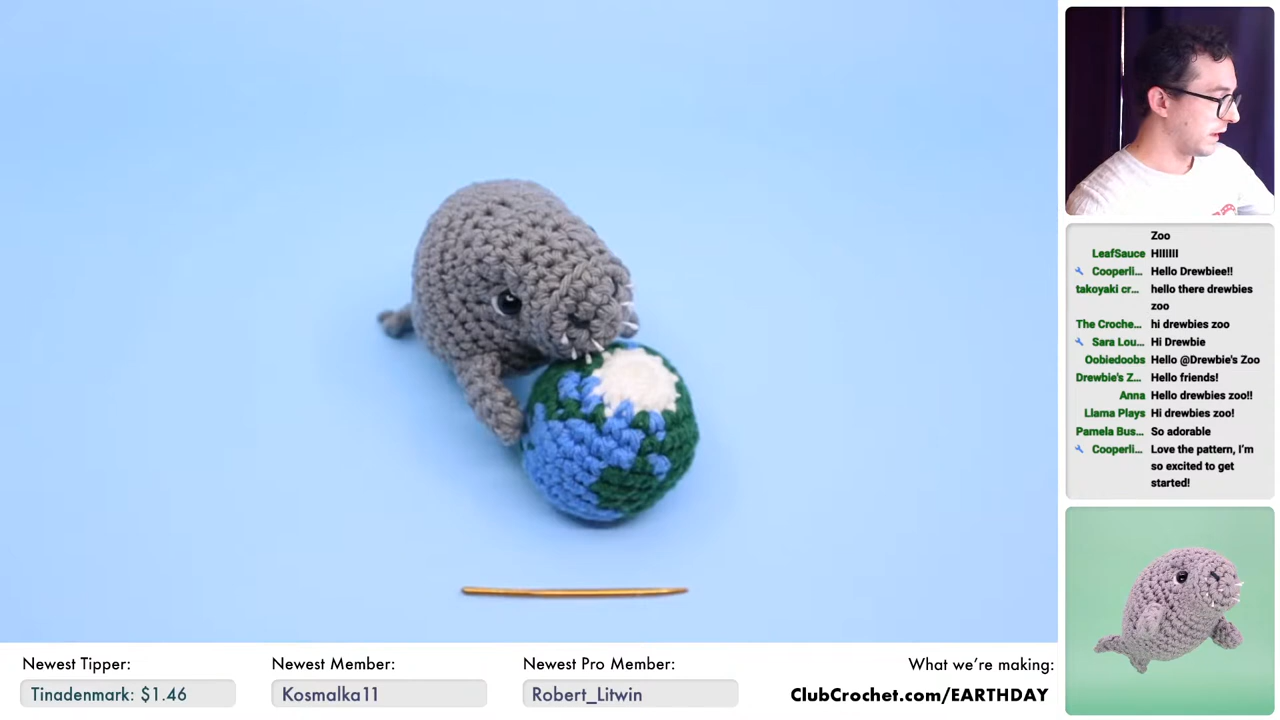 Zoo
LeafSauce HIIIIII
Cooperli... Hello Drewbiee!!
takoyaki cr... hello there drewbies
zoo
The Croche... hi drewbies zoo
Sara Lou... Hi Drewbie
Oobiedoobs Hello @Drewbie's Zoo
Drewbie's Z... Hello friends!
Anna Hello drewbies zoo!!
Llama Plays Hi drewbies zoo!
Pamela Bus... So adorable
Cooperli... Love the pattern, I'm
so excited to get
started!
Newest Tipper:
Tinadenmark: $1.46
Newest Member:
Kosmalka11
Newest Pro Member:
Robert_Litwin
What we're making:
ClubCrochet.com/EARTHDAY